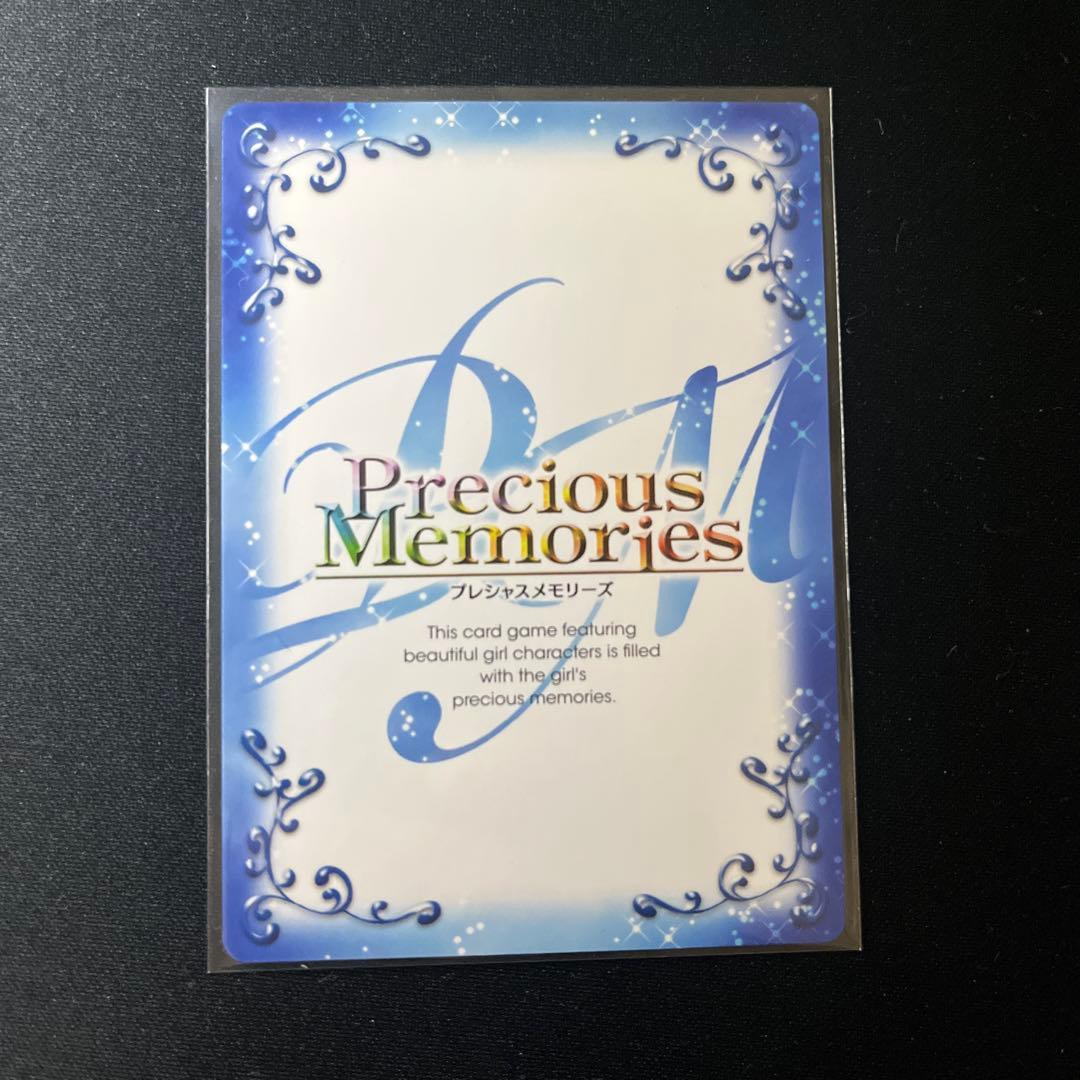 PM
Precious
Memories
プレシャスメモリーズ
This card game featuring
beautiful girl characters is filled
with the girl's
precious memories.